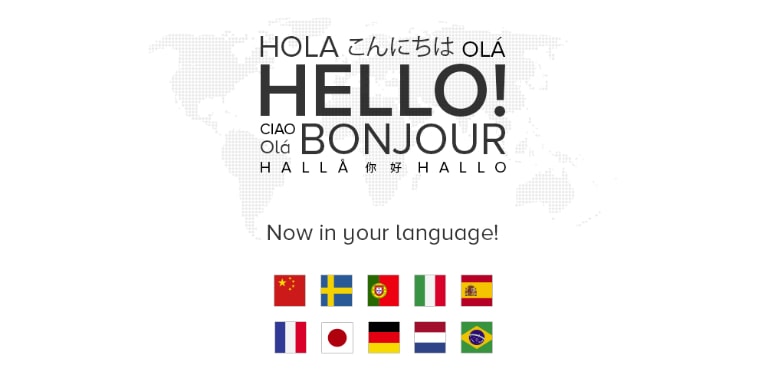 HOLA こんにちは OLÁ
HELLO!
CIAO
Olá
BONJOUR
HALLÅ 你好 HALLO
Now in your language!